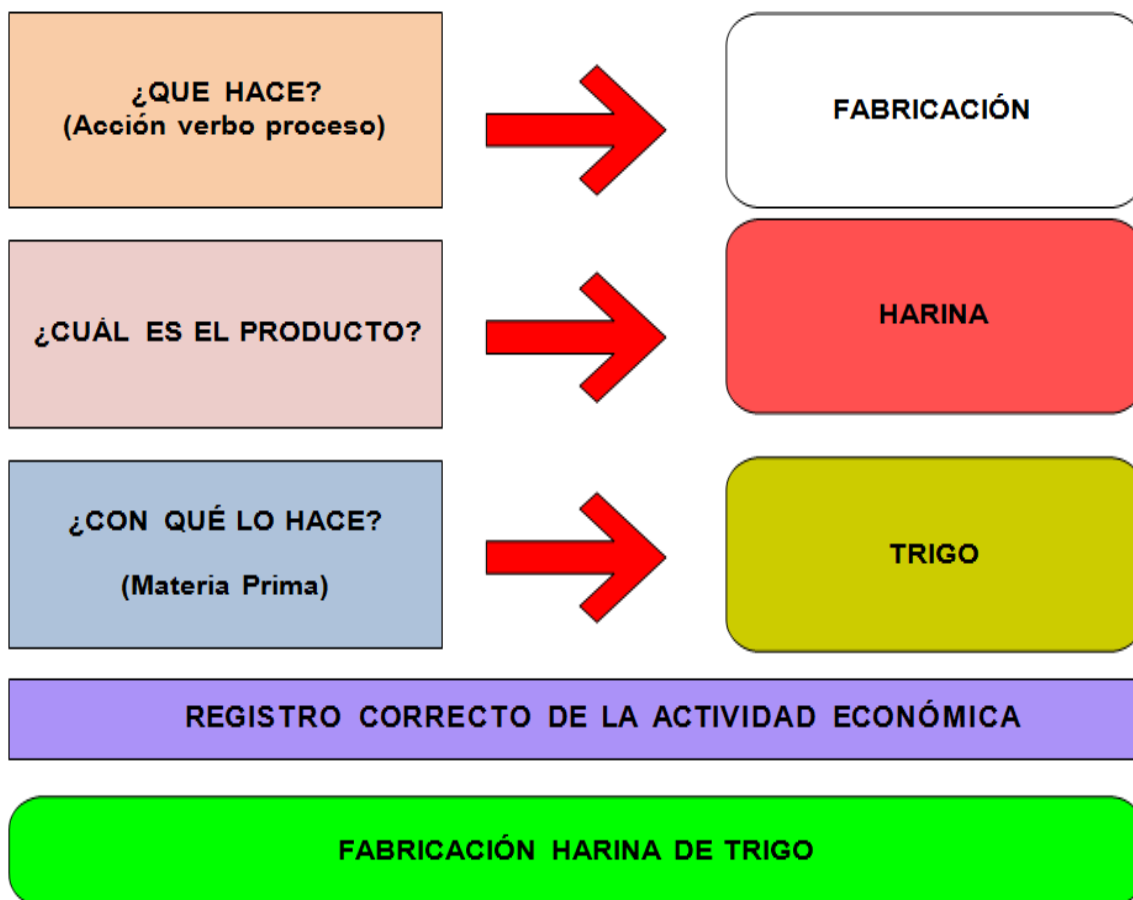 ¿QUE HACE?
(Acción verbo proceso)
FABRICACIÓN
¿CUÁL ES EL PRODUCTO?
HARINA
¿CON QUÉ LO HACE?
(Materia Prima)
TRIGO
REGISTRO CORRECTO DE LA ACTIVIDAD ECONÓMICA
FABRICACIÓN HARINA DE TRIGO